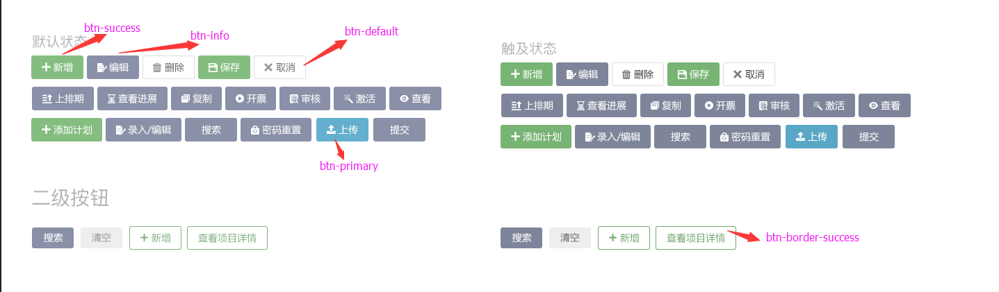 btn-success
btn-info
btn-default
默认状态
新增 编辑 删除 保存 取消
上排期 查看进展 复制 开票 审核 激活 查看
添加计划 录入/编辑 搜索 密码重置 上传 提交
btn-primary
触及状态
新增 编辑 删除 保存 取消
上排期 查看进展 复制 开票 审核 激活 查看
添加计划 录入/编辑 搜索 密码重置 上传 提交
二级按钮
搜索 清空 新增 查看项目详情
搜索 清空 新增 查看项目详情
btn-border-success